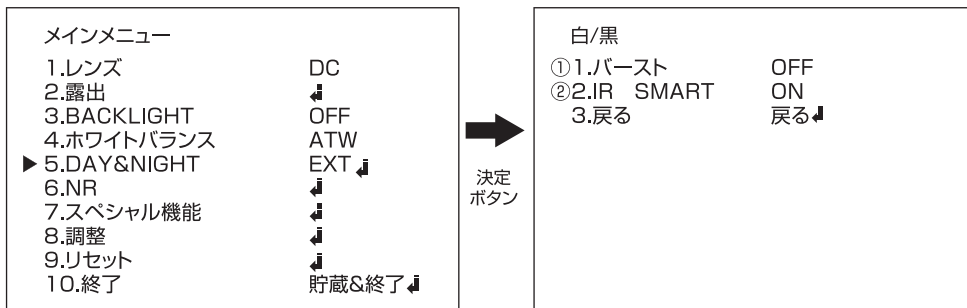 メインメニュー
1.レンズ DC
2.露出 ↲
3.BACKLIGHT OFF
4.ホワイトバランス ATW
▶ 5.DAY&NIGHT EXT ↲
6.NR ↲
7.スペシャル機能 ↲
8.調整 ↲
9.リセット ↲
10.終了 貯蔵&終了↲
決定
ボタン
白/黒
①1.バースト OFF
②2.IR SMART ON
3.戻る 戻る↲